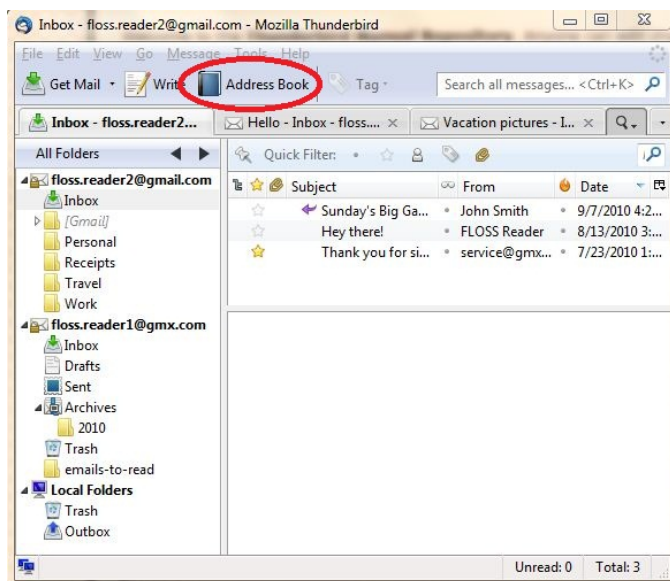 Inbox - floss.reader2@gmail.com - Mozilla Thunderbird
File Edit View Go Message Tools Help
Get Mail Write Address Book Tag Search all messages... <Ctrl+K>
Inbox - floss.reader2... Hello - Inbox - floss.... Vacation pictures - I...
All Folders Quick Filter:
floss.reader2@gmail.com Subject From Date
Inbox Sunday's Big Ga... John Smith 9/7/2010 4:2...
[Gmail] Hey there! FLOSS Reader 8/13/2010 3:...
Personal Thank you for si... service@gmx... 7/23/2010 1:...
Receipts
Travel
Work
floss.reader1@gmx.com
Inbox
Drafts
Sent
Archives
2010
Trash
emails-to-read
Local Folders
Trash
Outbox
Unread: 0 Total: 3